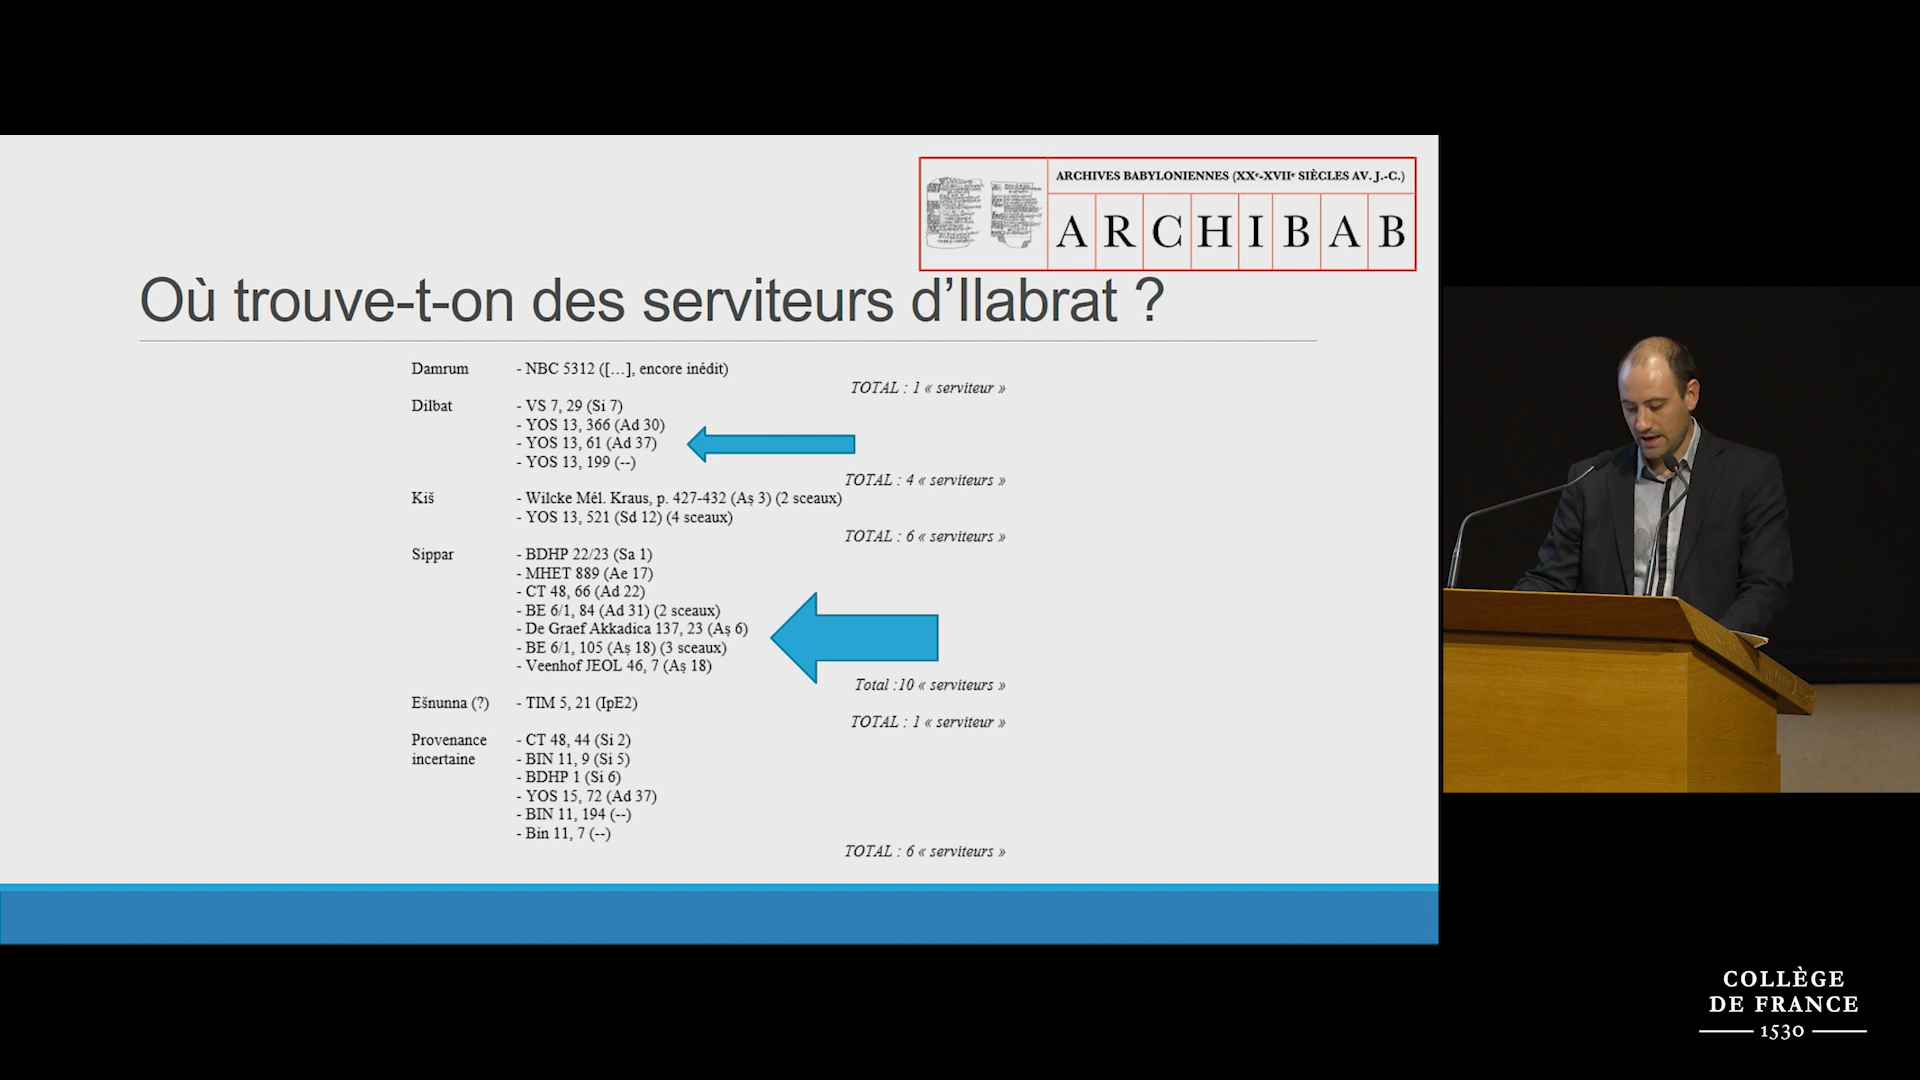 ARCHIVES BABYLONIENNES (XXᵉ-XVIIᵉ SIÈCLES AV. J.-C.)
ARCHIBAB
Où trouve-t-on des serviteurs d’Ilabrat ?
Damrum - NBC 5312 ([…], encore inédit)
TOTAL : 1 « serviteur »
Dilbat - VS 7, 29 (Si 7)
- YOS 13, 366 (Ad 30)
- YOS 13, 61 (Ad 37)
- YOS 13, 199 (--)
TOTAL : 4 « serviteurs »
Kiš - Wilcke Mél. Kraus, p. 427-432 (Aṣ 3) (2 sceaux)
- YOS 13, 521 (Sd 12) (4 sceaux)
TOTAL : 6 « serviteurs »
Sippar - BDHP 22/23 (Sa 1)
- MHET 889 (Ae 17)
- CT 48, 66 (Ad 22)
- BE 6/1, 84 (Ad 31) (2 sceaux)
- De Graef Akkadica 137, 23 (Aṣ 6)
- BE 6/1, 105 (Aṣ 18) (3 sceaux)
- Veenhof JEOL 46, 7 (Aṣ 18)
Total :10 « serviteurs »
Ešnunna (?) - TIM 5, 21 (IpE2)
TOTAL : 1 « serviteur »
Provenance - CT 48, 44 (Si 2)
incertaine - BIN 11, 9 (Si 5)
- BDHP 1 (Si 6)
- YOS 15, 72 (Ad 37)
- BIN 11, 194 (--)
- Bin 11, 7 (--)
TOTAL : 6 « serviteurs »
COLLÈGE
DE FRANCE
1530